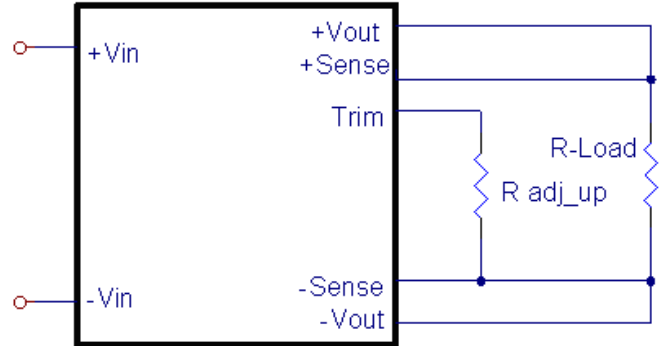 +Vout
+Vin
+Sense
Trim
R-Load
R adj_up
-Sense
-Vin
-Vout